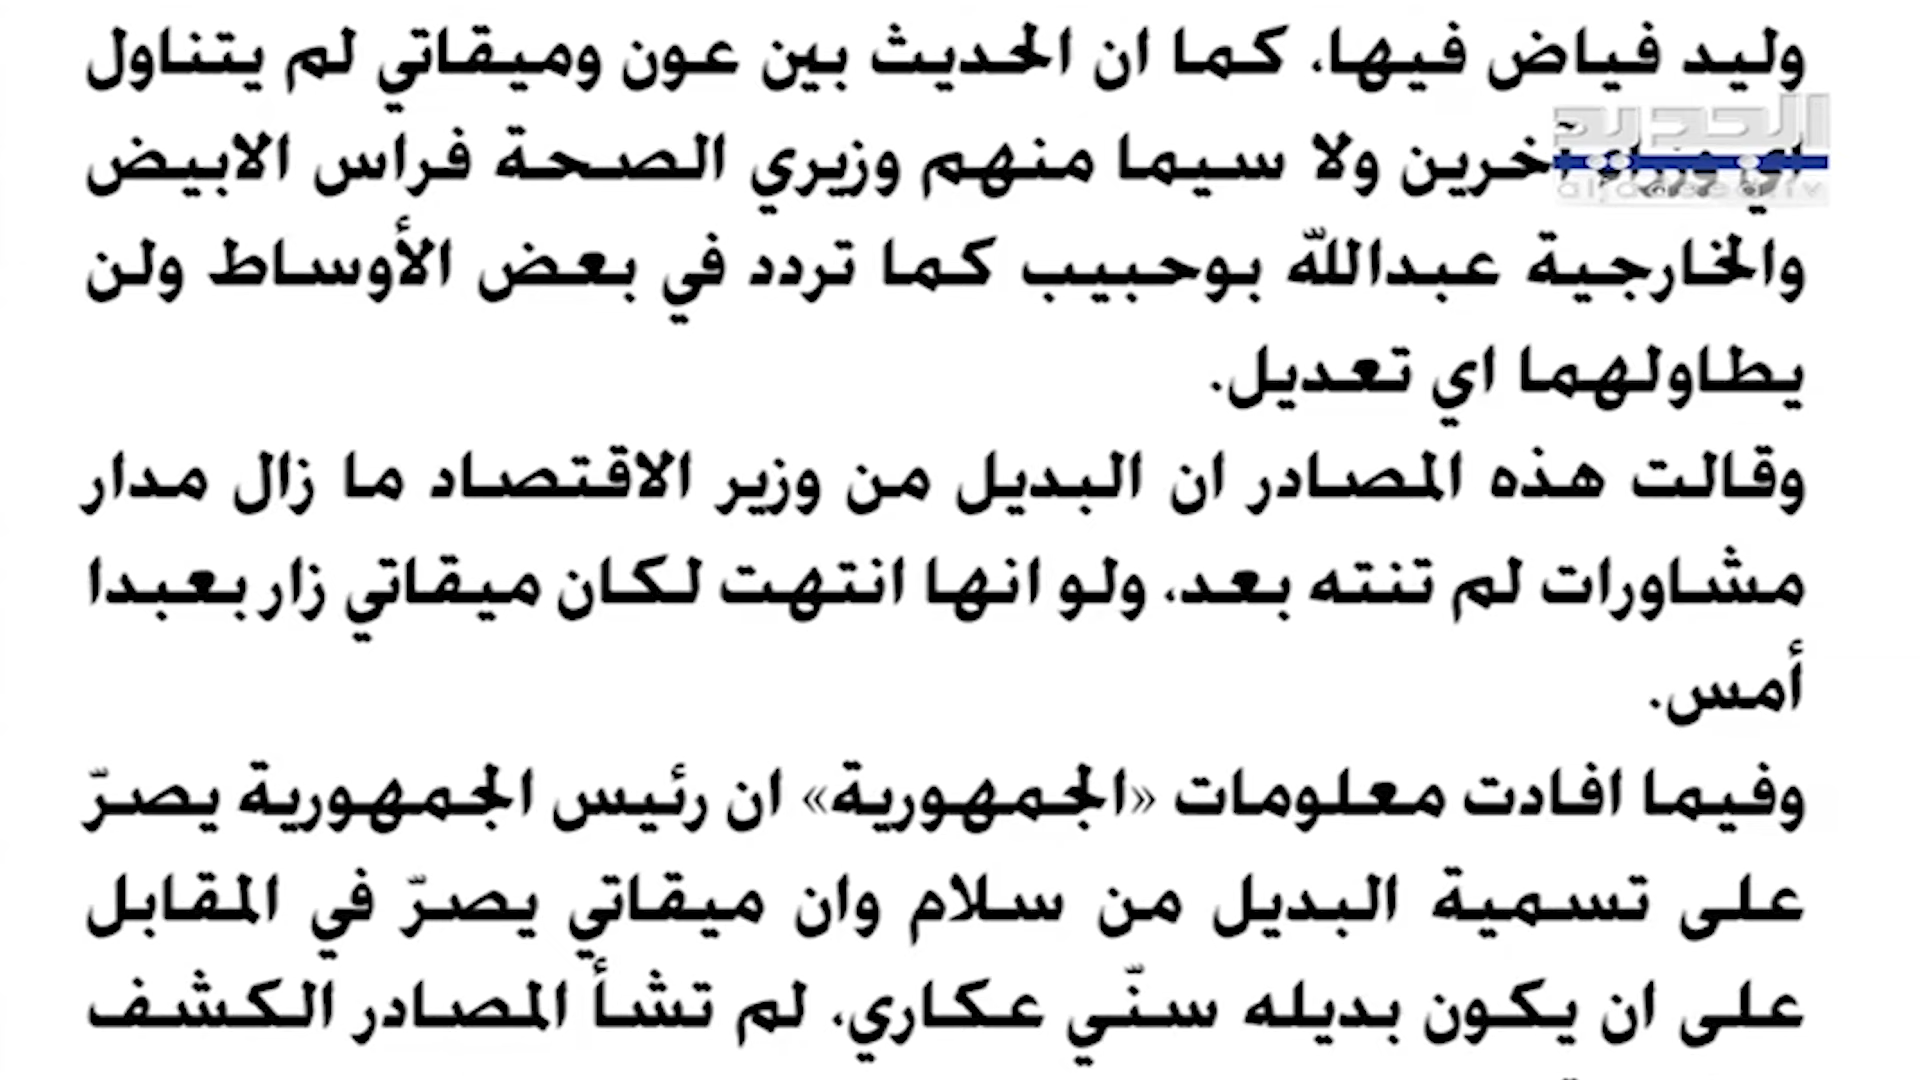 وليد فياض فيها، كما ان الحديث بين عون وميقاتي لم يتناول
الجديد
آخرين ولا سيما منهم وزيري الصحة فراس الابيض
aljadeed.tv
والخارجية عبدالله بوحبيب كما تردد في بعض الأوساط ولن
يطاولهما اي تعديل.
وقالت هذه المصادر ان البديل من وزير الاقتصاد ما زال مدار
مشاورات لم تنته بعد، ولو انها انتهت لكان ميقاتي زار بعبدا
أمس.
وفيما افادت معلومات «الجمهورية» ان رئيس الجمهورية يصرّ
على تسمية البديل من سلام وان ميقاتي يصرّ في المقابل
على ان يكون بديله سنّي عكاري، لم تشأ المصادر الكشف